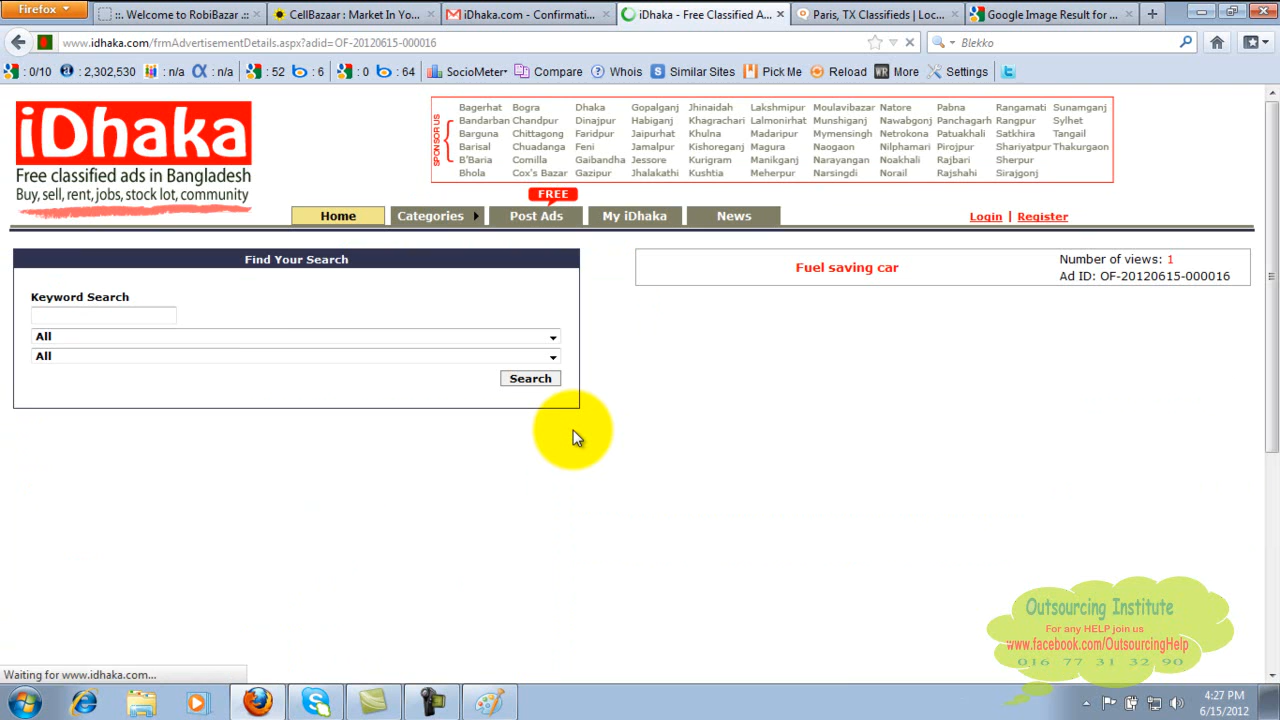 Firefox
::. Welcome to RobiBazar .::
CellBazaar : Market In Yo...
iDhaka.com - Confirmati...
iDhaka - Free Classified A...
Paris, TX Classifieds | Loc...
Google Image Result for ...
www.idhaka.com/frmAdvertisementDetails.aspx?adid=OF-20120615-000016
Blekko
: 0/10
: 2,302,530
: n/a
: n/a
: 52
: 6
: 0
: 64
SocioMeter
Compare
Whois
Similar Sites
Pick Me
Reload
WR More
Settings
iDhaka
Free classified ads in Bangladesh
Buy, sell, rent, jobs, stock lot, community
SPONSOR US
Bagerhat Bogra Dhaka Gopalganj Jhinaidah Lakshmipur Moulavibazar Natore Pabna Rangamati Sunamganj
Bandarban Chandpur Dinajpur Habiganj Khagrachari Lalmonirhat Munshiganj Nawabgonj Panchagarh Rangpur Sylhet
Barguna Chittagong Faridpur Jaipurhat Khulna Madaripur Mymensingh Netrokona Patuakhali Satkhira Tangail
Barisal Chuadanga Feni Jamalpur Kishoreganj Magura Naogaon Nilphamari Pirojpur Shariyatpur Thakurgaon
B'Baria Comilla Gaibandha Jessore Kurigram Manikganj Narayangan Noakhali Rajbari Sherpur
Bhola Cox's Bazar Gazipur Jhalakathi Kushtia Meherpur Narsingdi Norail Rajshahi Sirajgonj
FREE
Home
Categories
Post Ads
My iDhaka
News
Login | Register
Find Your Search
Keyword Search
All
All
Search
Fuel saving car
Number of views: 1
Ad ID: OF-20120615-000016
Outsourcing Institute
For any HELP join us
www.facebook.com/OutsourcingHelp
016 77 31 32 90
Waiting for www.idhaka.com...
4:27 PM
6/15/2012